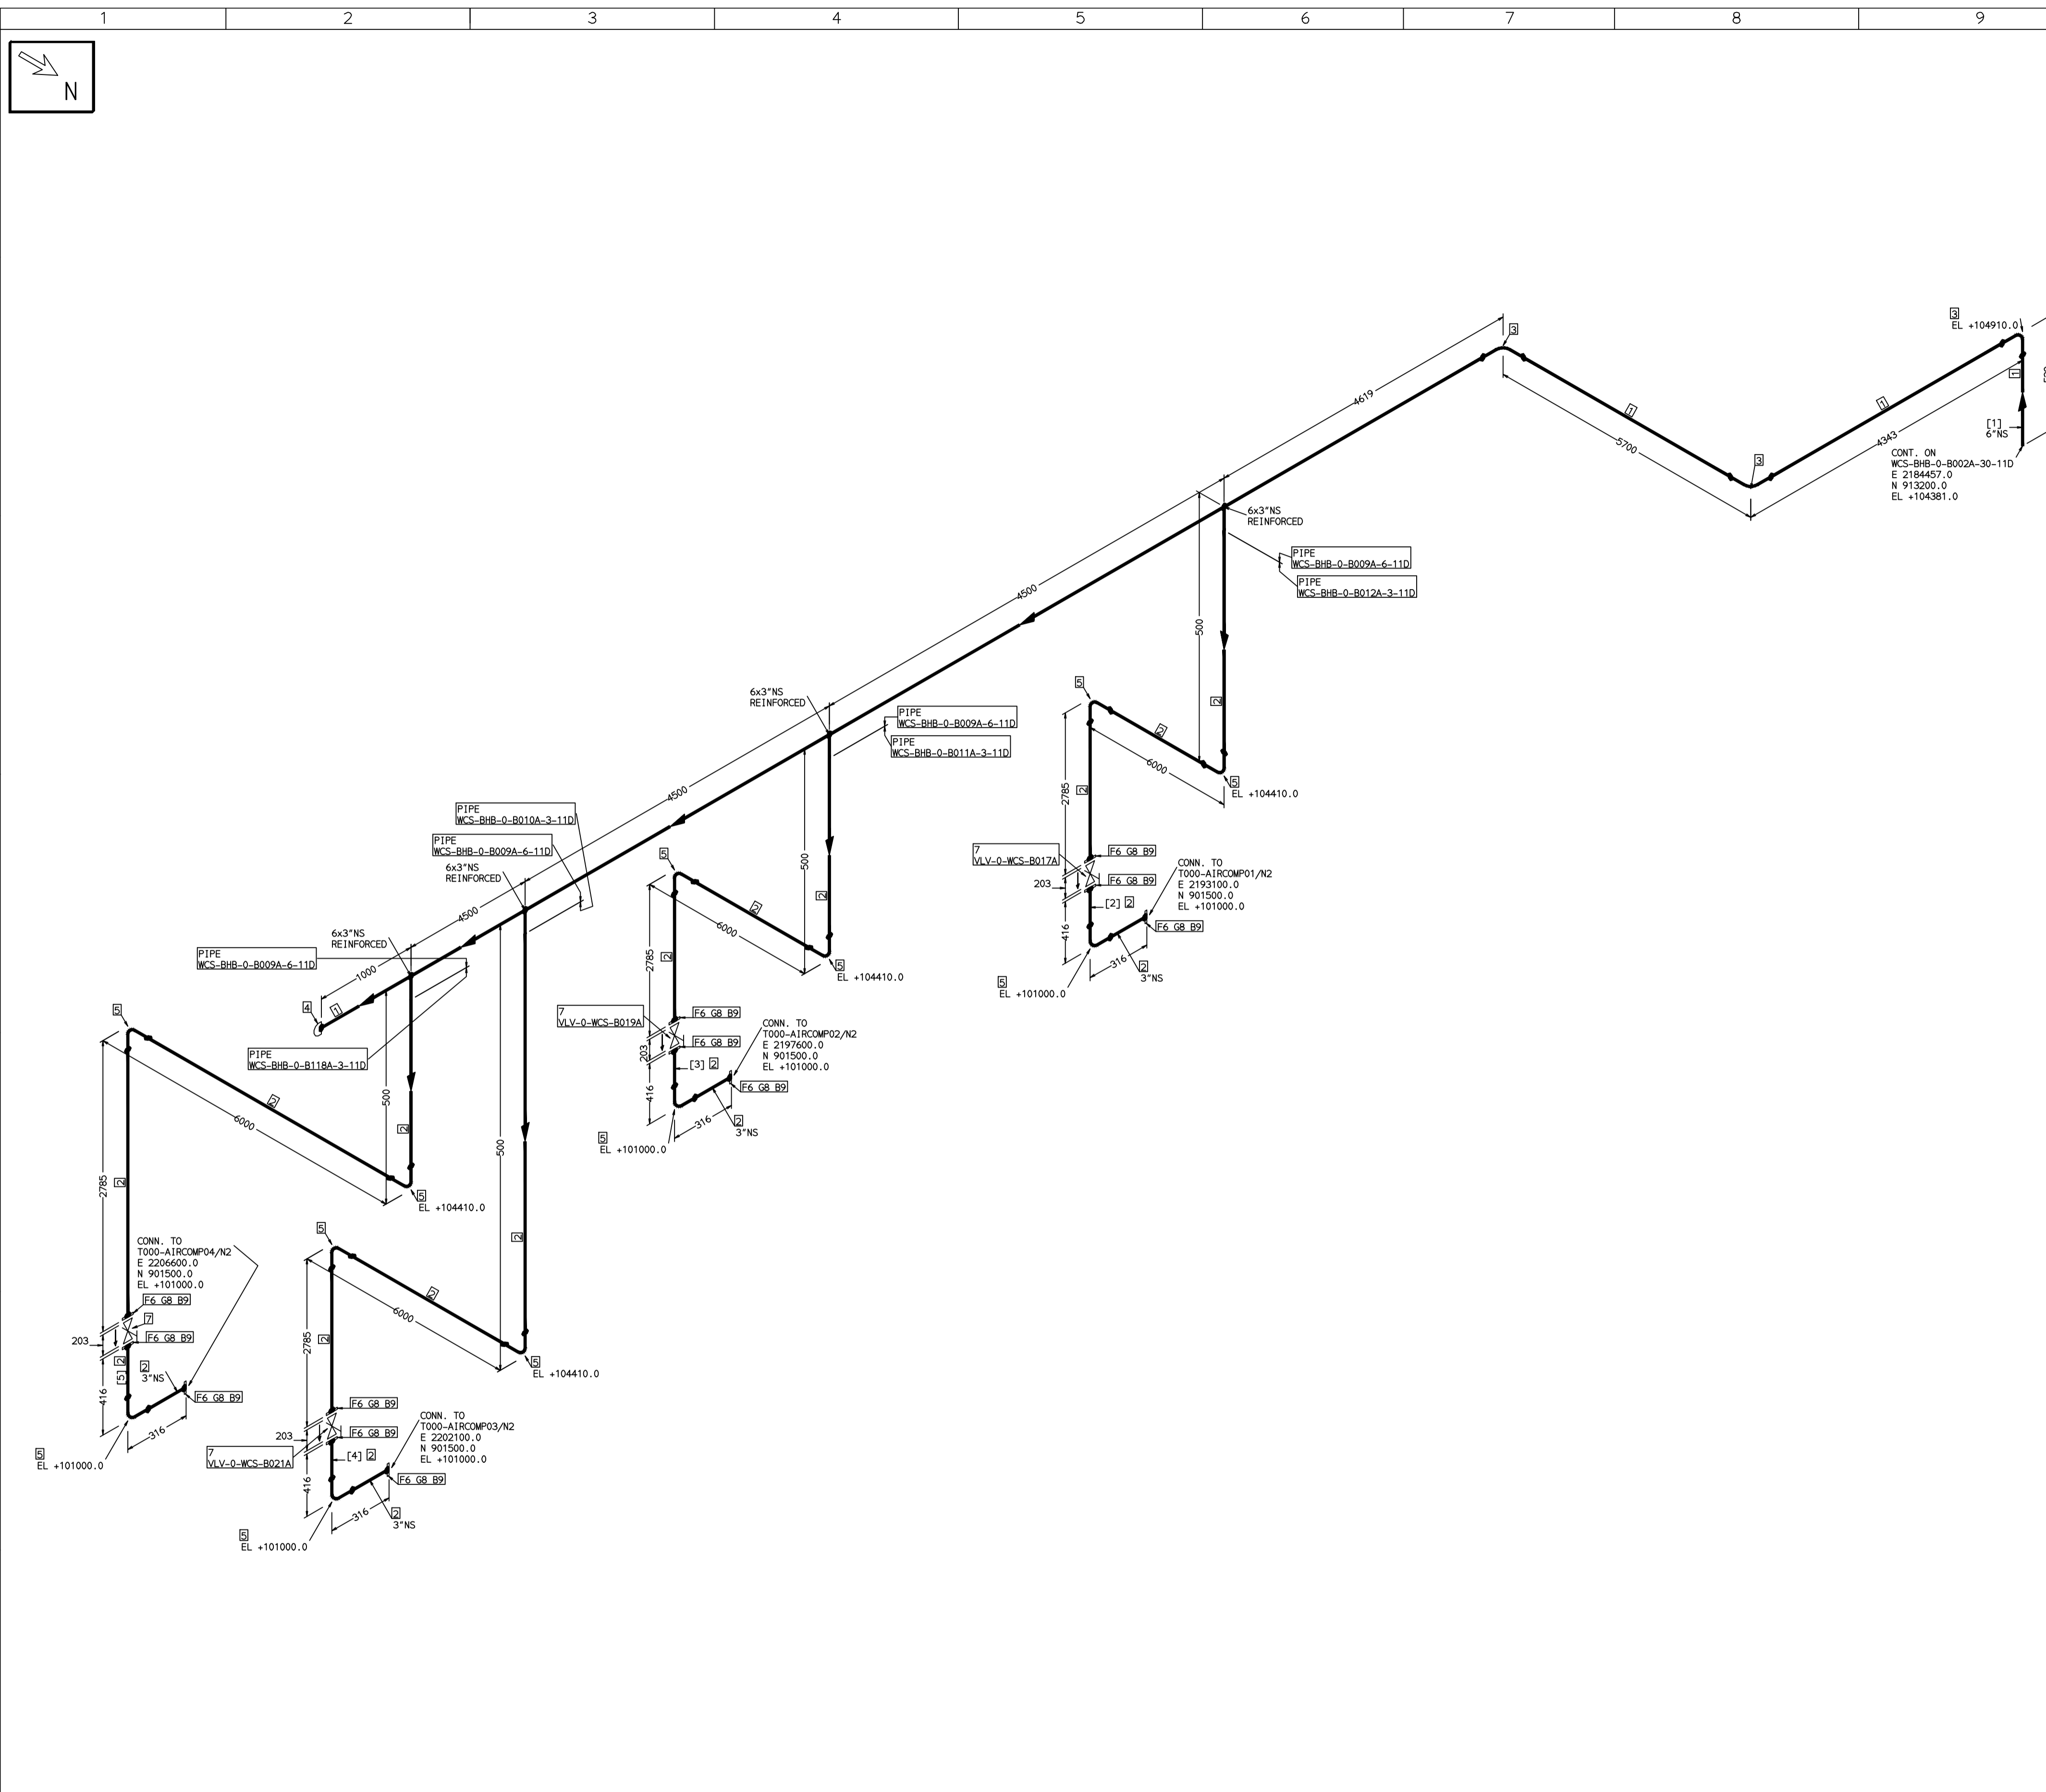 1 2 3 4 5 6 7 8 9
N
3
EL +104910.0
3
4619
1
1
1
5700
4343
3
[1]
6"NS
CONT. ON
WCS-BHB-0-B002A-30-11D
E 2184457.0
N 913200.0
EL +104381.0
6x3"NS
REINFORCED
PIPE
WCS-BHB-0-B009A-6-11D
PIPE
WCS-BHB-0-B012A-3-11D
4500
500
2
5
2
6000
5
EL +104410.0
2785
2
7
VLV-0-WCS-B017A
F6 G8 B9
F6 G8 B9
203
[2] 2
416
CONN. TO
T000-AIRCOMP01/N2
E 2193100.0
N 901500.0
EL +101000.0
F6 G8 B9
316
2
3"NS
5
EL +101000.0
6x3"NS
REINFORCED
PIPE
WCS-BHB-0-B009A-6-11D
PIPE
WCS-BHB-0-B011A-3-11D
4500
500
2
5
2
6000
5
EL +104410.0
2785
2
7
VLV-0-WCS-B019A
F6 G8 B9
F6 G8 B9
203
[3] 2
416
CONN. TO
T000-AIRCOMP02/N2
E 2197600.0
N 901500.0
EL +101000.0
F6 G8 B9
316
2
3"NS
5
EL +101000.0
PIPE
WCS-BHB-0-B010A-3-11D
PIPE
WCS-BHB-0-B009A-6-11D
6x3"NS
REINFORCED
4500
500
2
5
2
6000
5
EL +104410.0
2785
2
F6 G8 B9
F6 G8 B9
203
7
VLV-0-WCS-B021A
[4] 2
416
CONN. TO
T000-AIRCOMP03/N2
E 2202100.0
N 901500.0
EL +101000.0
F6 G8 B9
316
2
3"NS
5
EL +101000.0
6x3"NS
REINFORCED
PIPE
WCS-BHB-0-B009A-6-11D
1000
4
1
PIPE
WCS-BHB-0-B118A-3-11D
500
2
5
2
6000
5
EL +104410.0
2785
2
CONN. TO
T000-AIRCOMP04/N2
E 2206600.0
N 901500.0
EL +101000.0
F6 G8 B9
7
F6 G8 B9
203
[5] 2
2
3"NS
416
F6 G8 B9
316
5
EL +101000.0